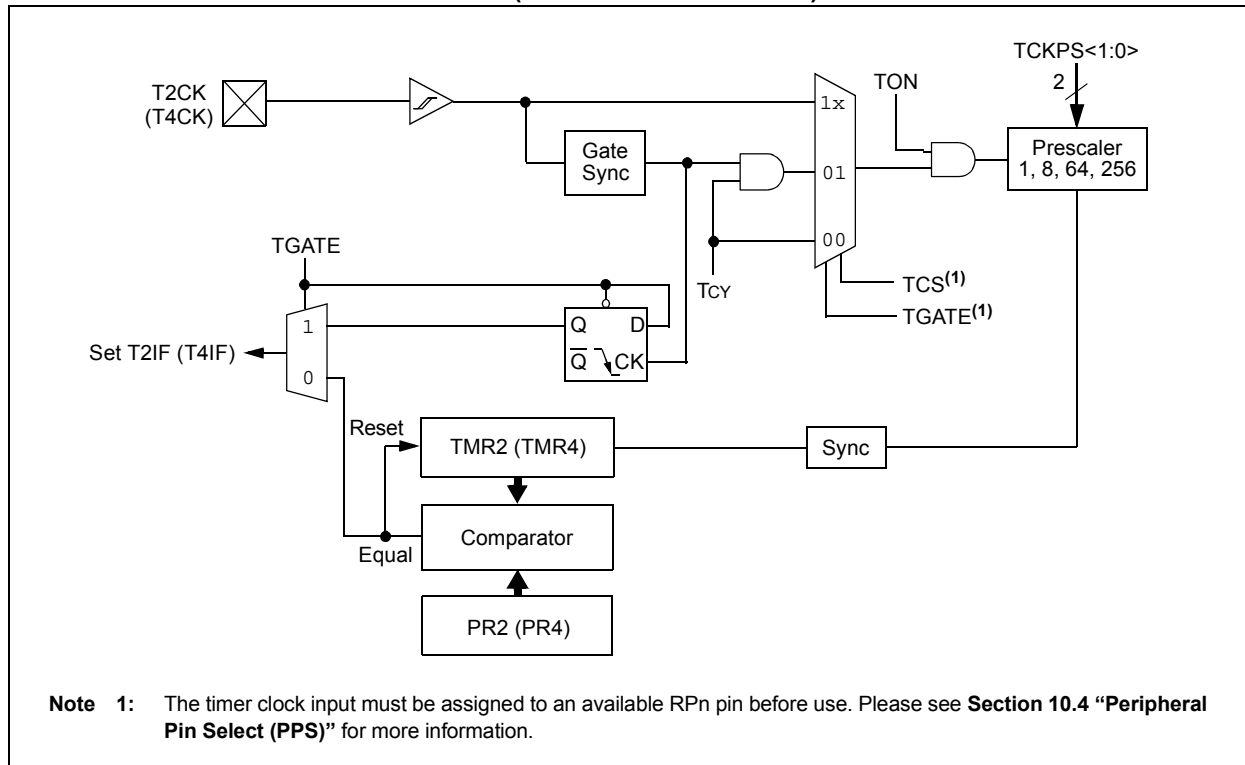 TCKPS<1:0>
2
T2CK
(T4CK)
TON
1x
Prescaler
1, 8, 64, 256
Gate
Sync
01
00
TGATE
TCY
TCS(1)
TGATE(1)
1
Q D
Q CK
Set T2IF (T4IF)
0
Reset
TMR2 (TMR4)
Sync
Equal
Comparator
PR2 (PR4)
Note 1: The timer clock input must be assigned to an available RPn pin before use. Please see Section 10.4 “Peripheral
Pin Select (PPS)” for more information.